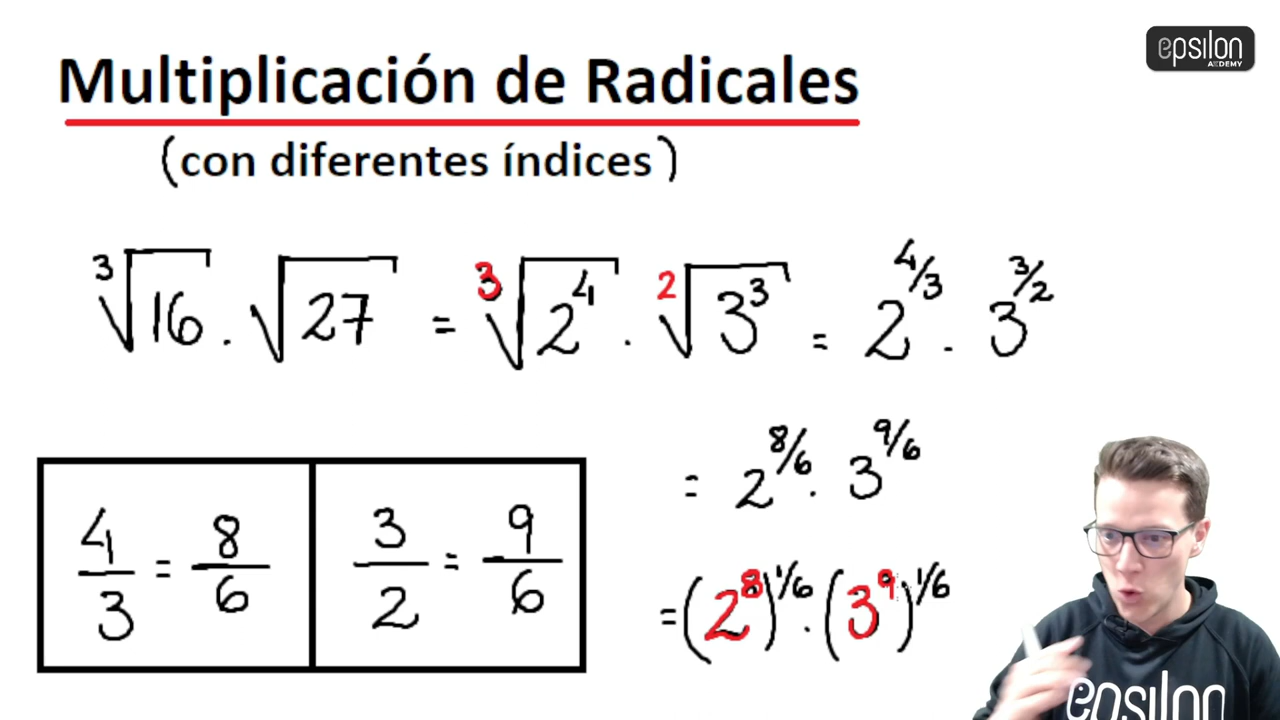 epsilon
ACADEMY
Multiplicación de Radicales
(con diferentes índices)
∛16 . √27 = ∛2⁴ . ²√3³ = 2^4/3 . 3^3/2
= 2^8/6 . 3^9/6
4/3 = 8/6 3/2 = 9/6
= (2⁸)^1/6 . (3⁹)^1/6
epsilon